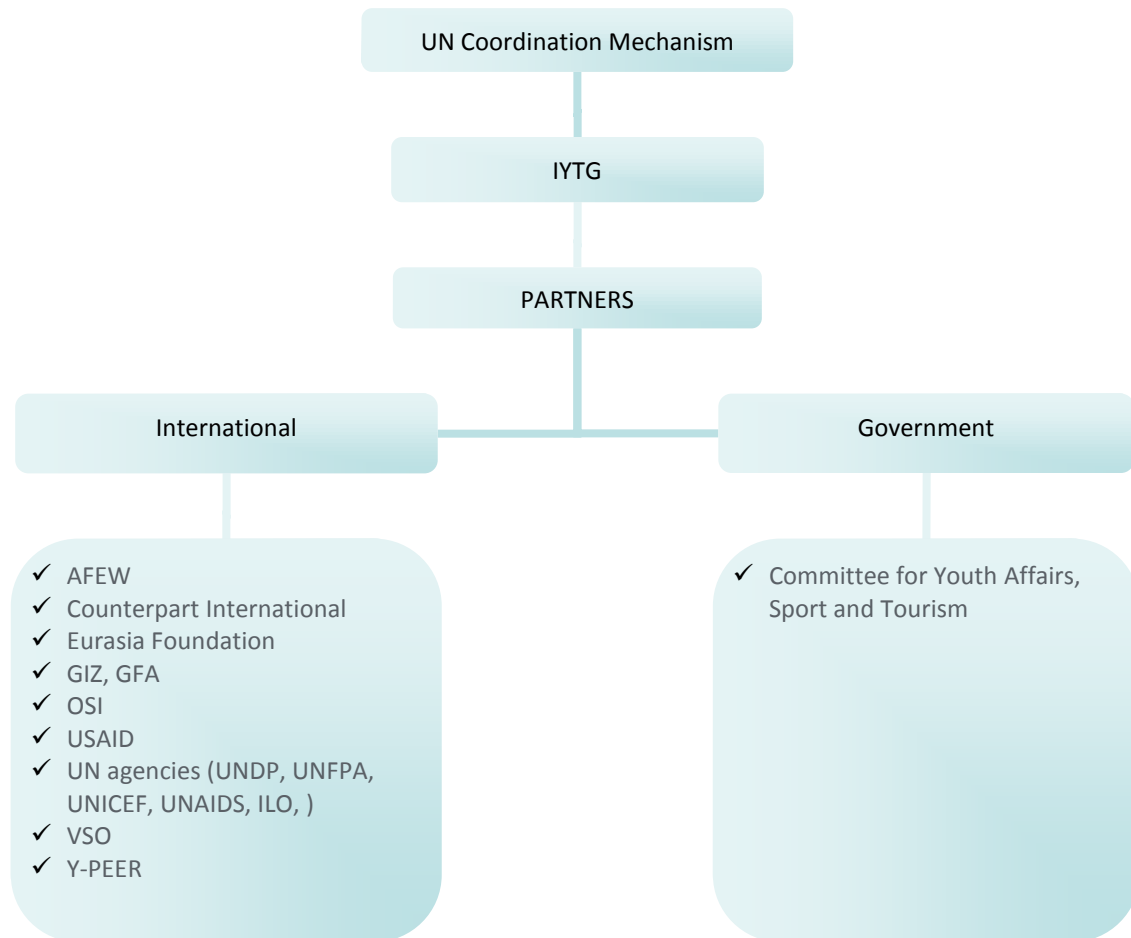 UN Coordination Mechanism
IYTG
PARTNERS
International
Government
✓ AFEW
✓ Counterpart International
✓ Eurasia Foundation
✓ GIZ, GFA
✓ OSI
✓ USAID
✓ UN agencies (UNDP, UNFPA,
UNICEF, UNAIDS, ILO, )
✓ VSO
✓ Y-PEER
✓ Committee for Youth Affairs,
Sport and Tourism